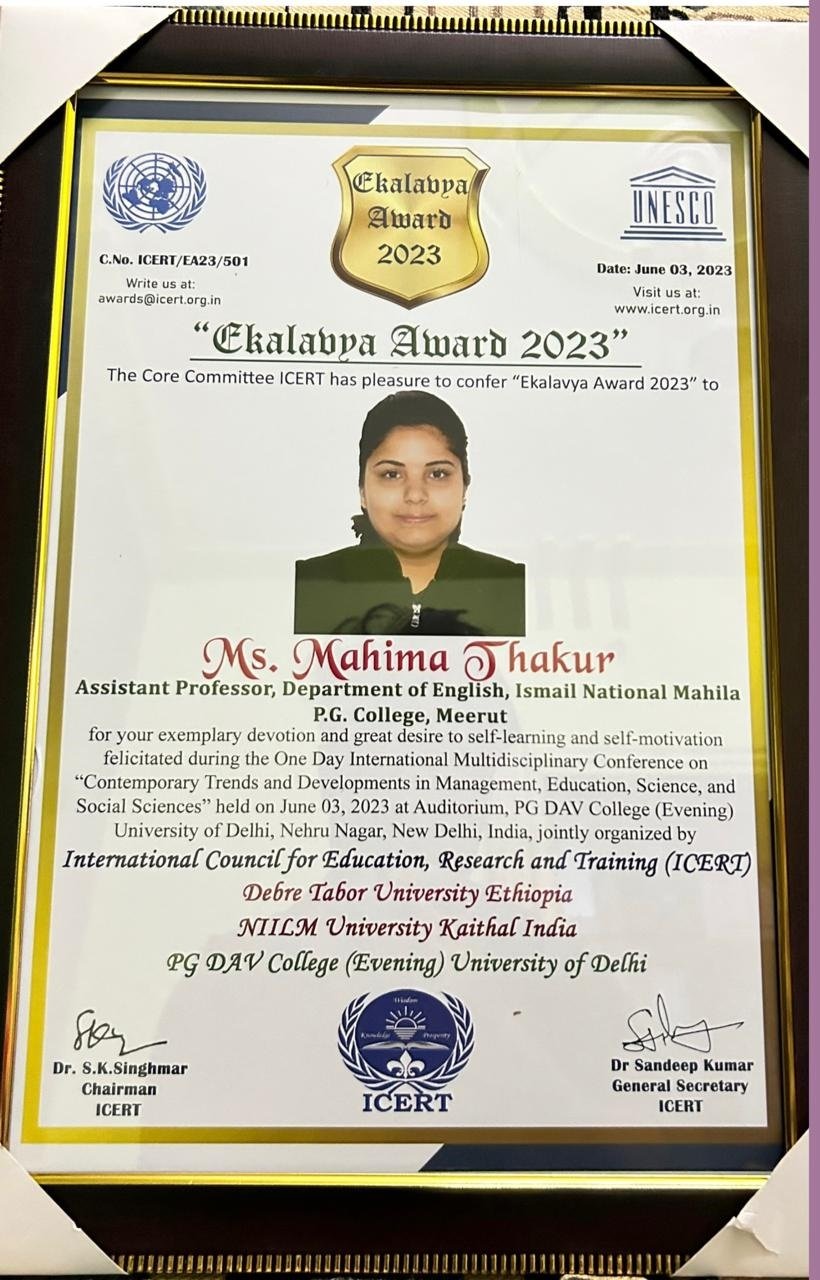 Ekalavya
Award
2023
UNESCO
C.No. ICERT/EA23/501
Write us at:
awards@icert.org.in
Date: June 03, 2023
Visit us at:
www.icert.org.in
“Ekalavya Award 2023”
The Core Committee ICERT has pleasure to confer “Ekalavya Award 2023” to
Ms. Mahima Thakur
Assistant Professor, Department of English, Ismail National Mahila
P.G. College, Meerut
for your exemplary devotion and great desire to self-learning and self-motivation
felicitated during the One Day International Multidisciplinary Conference on
“Contemporary Trends and Developments in Management, Education, Science, and
Social Sciences” held on June 03, 2023 at Auditorium, PG DAV College (Evening)
University of Delhi, Nehru Nagar, New Delhi, India, jointly organized by
International Council for Education, Research and Training (ICERT)
Debre Tabor University Ethiopia
NIILM University Kaithal India
PG DAV College (Evening) University of Delhi
Dr. S.K.Singhmar
Chairman
ICERT
Wisdom
Knowledge Prosperity
ICERT
Dr Sandeep Kumar
General Secretary
ICERT